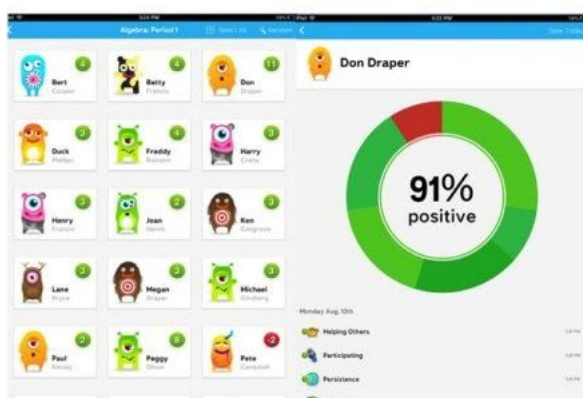 5:24 PM
Algebra: Period 1
Select All
Random
4
Bert
Cooper
4
Betty
Francis
11
Don
Draper
3
Duck
Phillips
4
Freddy
Rumsen
3
Harry
Crane
3
Henry
Francis
2
Joan
Harris
3
Ken
Cosgrove
3
Lane
Pryce
3
Megan
Draper
3
Michael
Ginsberg
2
Paul
Kinsey
8
Peggy
Olson
-2
Pete
Campbell
Don Draper
91%
positive
Monday Aug. 12th
Helping Others
Participating
Persistence